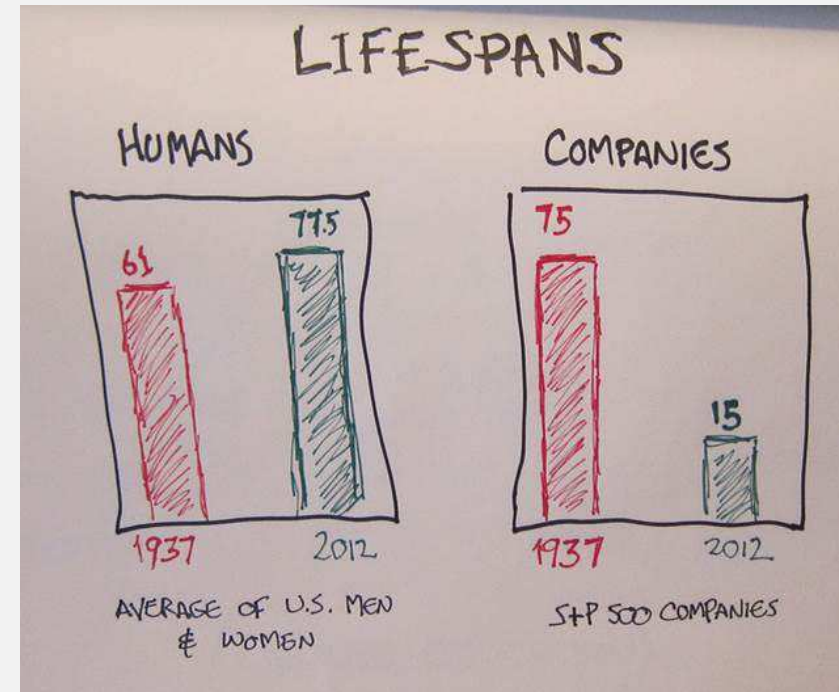 LIFESPANS
HUMANS
61
77.5
1937
2012
AVERAGE OF U.S. MEN
& WOMEN
COMPANIES
75
15
1937
2012
S+P 500 COMPANIES